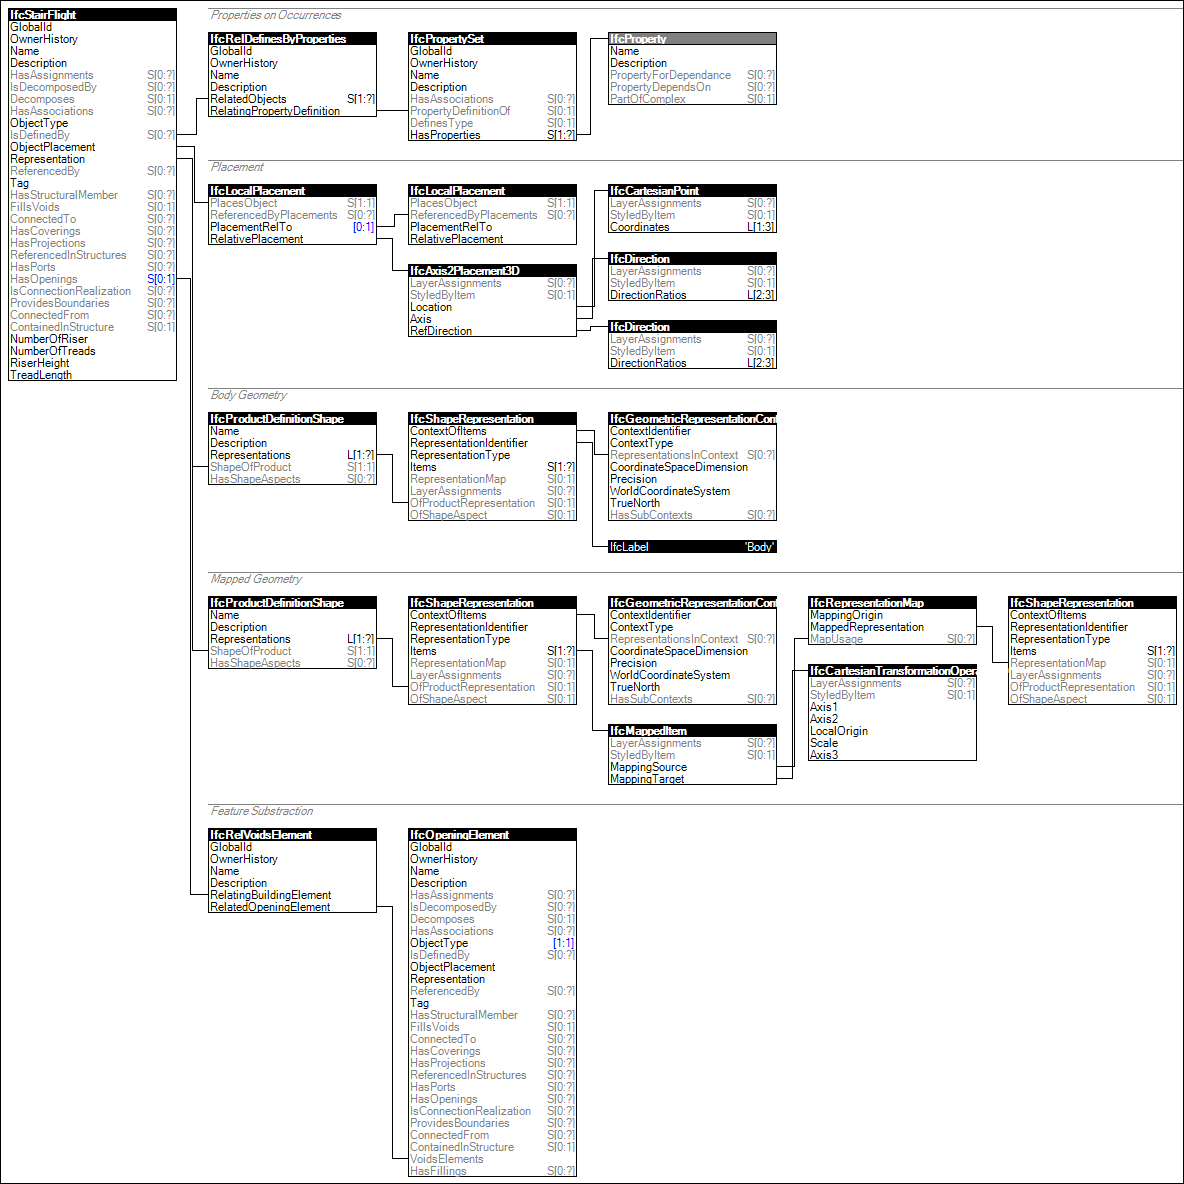 IfcStairFlight
GlobalId
OwnerHistory
Name
Description
HasAssignments S[0:?]
IsDecomposedBy S[0:?]
Decomposes S[0:1]
HasAssociations S[0:?]
ObjectType
IsDefinedBy S[0:?]
ObjectPlacement
Representation
ReferencedBy S[0:?]
Tag
HasStructuralMember S[0:?]
FillsVoids S[0:1]
ConnectedTo S[0:?]
HasCoverings S[0:?]
HasProjections S[0:?]
ReferencedInStructures S[0:?]
HasPorts S[0:?]
HasOpenings S[0:1]
IsConnectionRealization S[0:?]
ProvidesBoundaries S[0:?]
ConnectedFrom S[0:?]
ContainedInStructure S[0:1]
NumberOfRiser
NumberOfTreads
RiserHeight
TreadLength
Properties on Occurrences
IfcRelDefinesByProperties
GlobalId
OwnerHistory
Name
Description
RelatedObjects S[1:?]
RelatingPropertyDefinition
IfcPropertySet
GlobalId
OwnerHistory
Name
Description
HasAssociations S[0:?]
PropertyDefinitionOf S[0:1]
DefinesType S[0:1]
HasProperties S[1:?]
IfcProperty
Name
Description
PropertyForDependance S[0:?]
PropertyDependsOn S[0:?]
PartOfComplex S[0:1]
Placement
IfcLocalPlacement
PlacesObject S[1:1]
ReferencedByPlacements S[0:?]
PlacementRelTo [0:1]
RelativePlacement
IfcLocalPlacement
PlacesObject S[1:1]
ReferencedByPlacements S[0:?]
PlacementRelTo
RelativePlacement
IfcAxis2Placement3D
LayerAssignments S[0:?]
StyledByItem S[0:1]
Location
Axis
RefDirection
IfcCartesianPoint
LayerAssignments S[0:?]
StyledByItem S[0:1]
Coordinates L[1:3]
IfcDirection
LayerAssignments S[0:?]
StyledByItem S[0:1]
DirectionRatios L[2:3]
IfcDirection
LayerAssignments S[0:?]
StyledByItem S[0:1]
DirectionRatios L[2:3]
Body Geometry
IfcProductDefinitionShape
Name
Description
Representations L[1:?]
ShapeOfProduct S[1:1]
HasShapeAspects S[0:?]
IfcShapeRepresentation
ContextOfItems
RepresentationIdentifier
RepresentationType
Items S[1:?]
RepresentationMap S[0:1]
LayerAssignments S[0:?]
OfProductRepresentation S[0:1]
OfShapeAspect S[0:1]
IfcGeometricRepresentationCont
ContextIdentifier
ContextType
RepresentationsInContext S[0:?]
CoordinateSpaceDimension
Precision
WorldCoordinateSystem
TrueNorth
HasSubContexts S[0:?]
IfcLabel 'Body'
Mapped Geometry
IfcProductDefinitionShape
Name
Description
Representations L[1:?]
ShapeOfProduct S[1:1]
HasShapeAspects S[0:?]
IfcShapeRepresentation
ContextOfItems
RepresentationIdentifier
RepresentationType
Items S[1:?]
RepresentationMap S[0:1]
LayerAssignments S[0:?]
OfProductRepresentation S[0:1]
OfShapeAspect S[0:1]
IfcGeometricRepresentationCont
ContextIdentifier
ContextType
RepresentationsInContext S[0:?]
CoordinateSpaceDimension
Precision
WorldCoordinateSystem
TrueNorth
HasSubContexts S[0:?]
IfcMappedItem
LayerAssignments S[0:?]
StyledByItem S[0:1]
MappingSource
MappingTarget
IfcRepresentationMap
MappingOrigin
MappedRepresentation
MapUsage S[0:?]
IfcCartesianTransformationOpera
LayerAssignments S[0:?]
StyledByItem S[0:1]
Axis1
Axis2
LocalOrigin
Scale
Axis3
IfcShapeRepresentation
ContextOfItems
RepresentationIdentifier
RepresentationType
Items S[1:?]
RepresentationMap S[0:1]
LayerAssignments S[0:?]
OfProductRepresentation S[0:1]
OfShapeAspect S[0:1]
Feature Substraction
IfcRelVoidsElement
GlobalId
OwnerHistory
Name
Description
RelatingBuildingElement
RelatedOpeningElement
IfcOpeningElement
GlobalId
OwnerHistory
Name
Description
HasAssignments S[0:?]
IsDecomposedBy S[0:?]
Decomposes S[0:1]
HasAssociations S[0:?]
ObjectType [1:1]
IsDefinedBy S[0:?]
ObjectPlacement
Representation
ReferencedBy S[0:?]
Tag
HasStructuralMember S[0:?]
FillsVoids S[0:1]
ConnectedTo S[0:?]
HasCoverings S[0:?]
HasProjections S[0:?]
ReferencedInStructures S[0:?]
HasPorts S[0:?]
HasOpenings S[0:?]
IsConnectionRealization S[0:?]
ProvidesBoundaries S[0:?]
ConnectedFrom S[0:?]
ContainedInStructure S[0:1]
VoidsElements
HasFillings S[0:?]